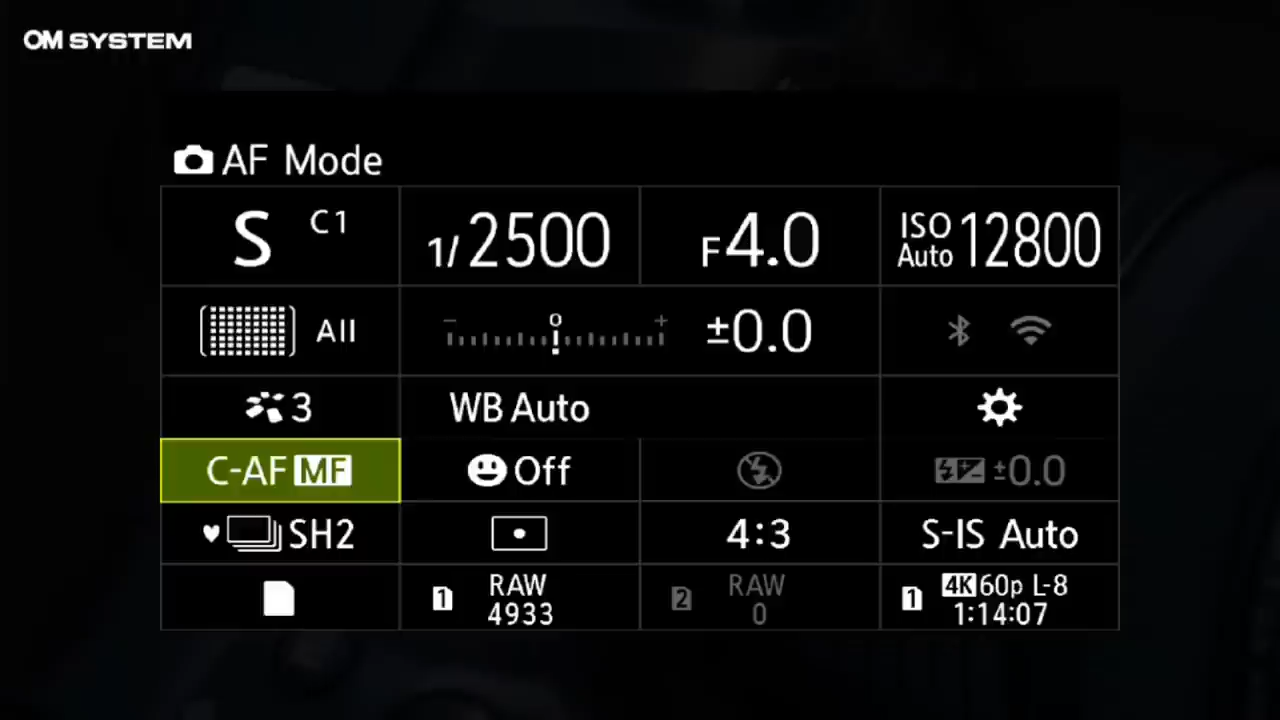 OM SYSTEM
AF Mode
S C1 1/2500 F4.0 ISO Auto 12800
All - 0 + ±0.0
3 WB Auto
C-AF MF Off ±0.0
SH2 4:3 S-IS Auto
1 RAW 4933 2 RAW 0 1 4K 60p L-8 1:14:07